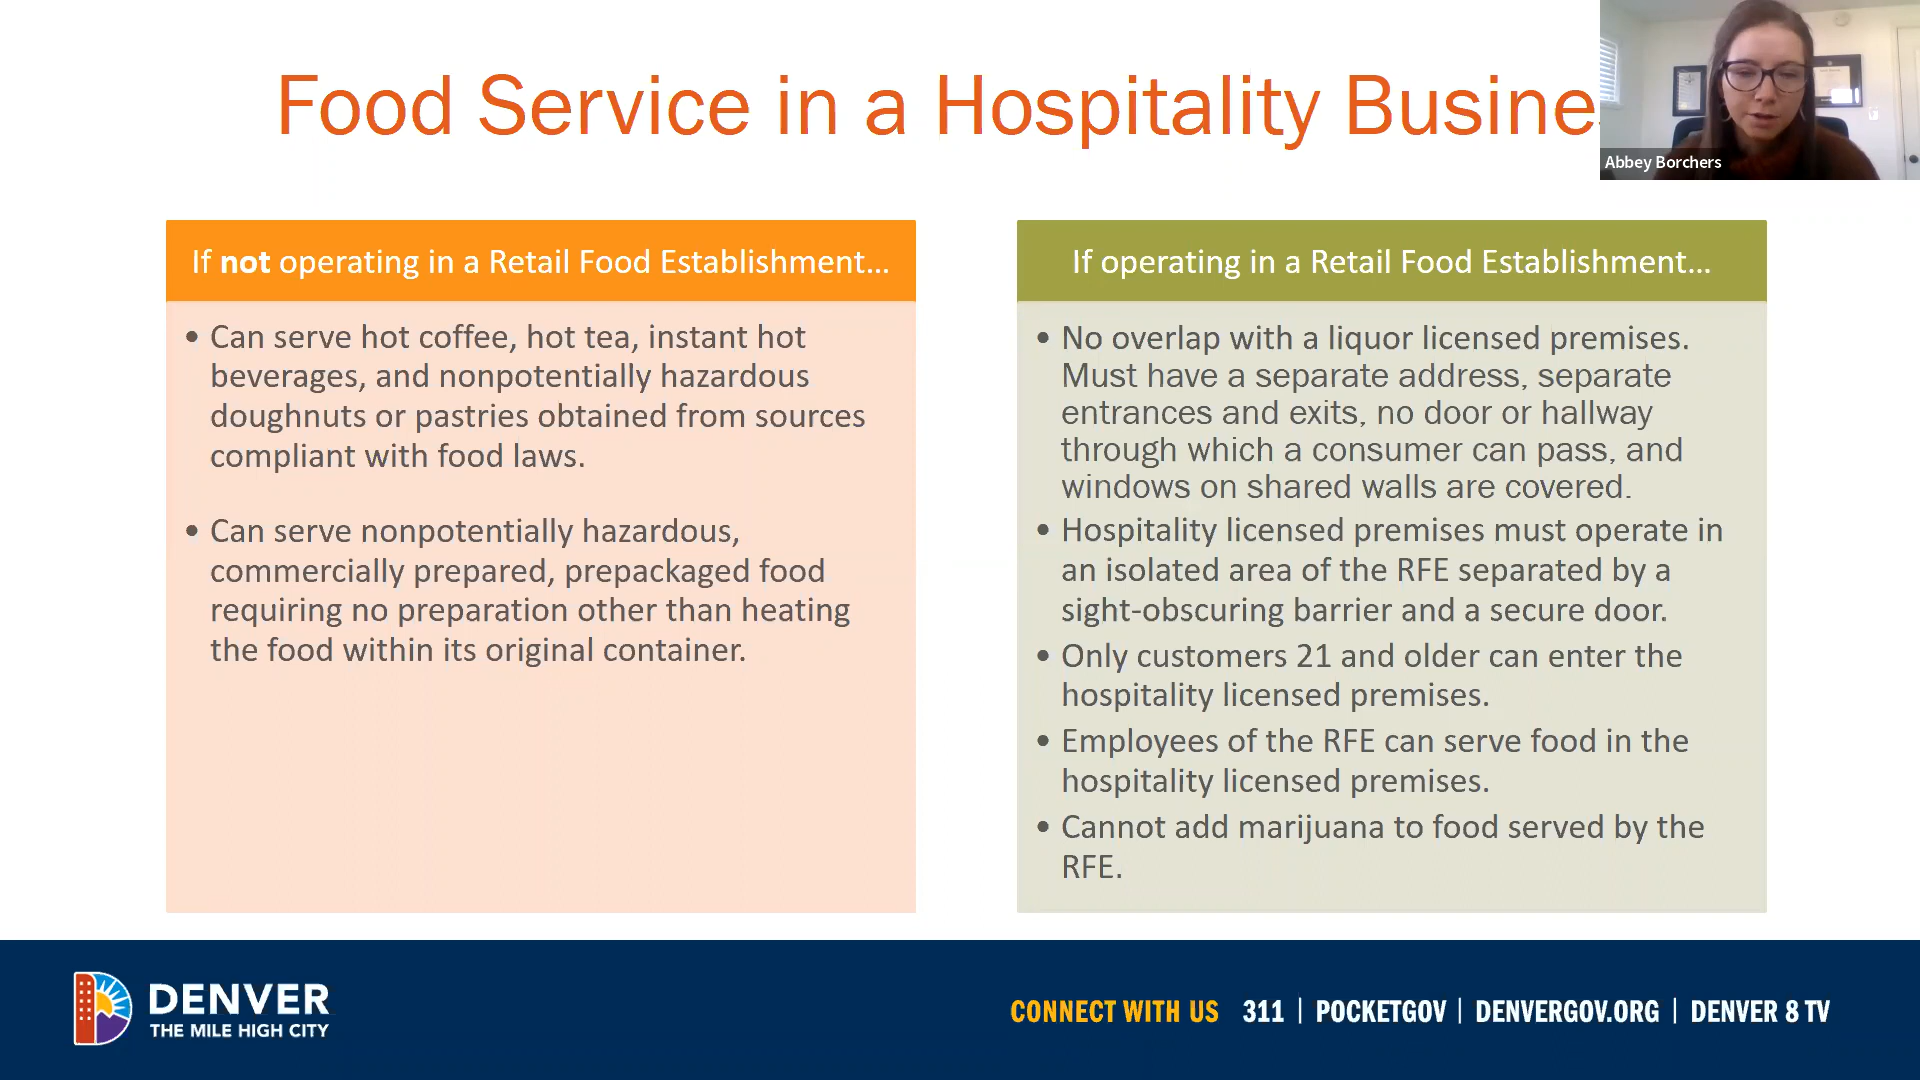 Food Service in a Hospitality Busine
Abbey Borchers
If not operating in a Retail Food Establishment...
• Can serve hot coffee, hot tea, instant hot
beverages, and nonpotentially hazardous
doughnuts or pastries obtained from sources
compliant with food laws.
• Can serve nonpotentially hazardous,
commercially prepared, prepackaged food
requiring no preparation other than heating
the food within its original container.
If operating in a Retail Food Establishment...
• No overlap with a liquor licensed premises.
Must have a separate address, separate
entrances and exits, no door or hallway
through which a consumer can pass, and
windows on shared walls are covered.
• Hospitality licensed premises must operate in
an isolated area of the RFE separated by a
sight-obscuring barrier and a secure door.
• Only customers 21 and older can enter the
hospitality licensed premises.
• Employees of the RFE can serve food in the
hospitality licensed premises.
• Cannot add marijuana to food served by the
RFE.
DENVER
THE MILE HIGH CITY
CONNECT WITH US 311 | POCKETGOV | DENVERGOV.ORG | DENVER 8 TV